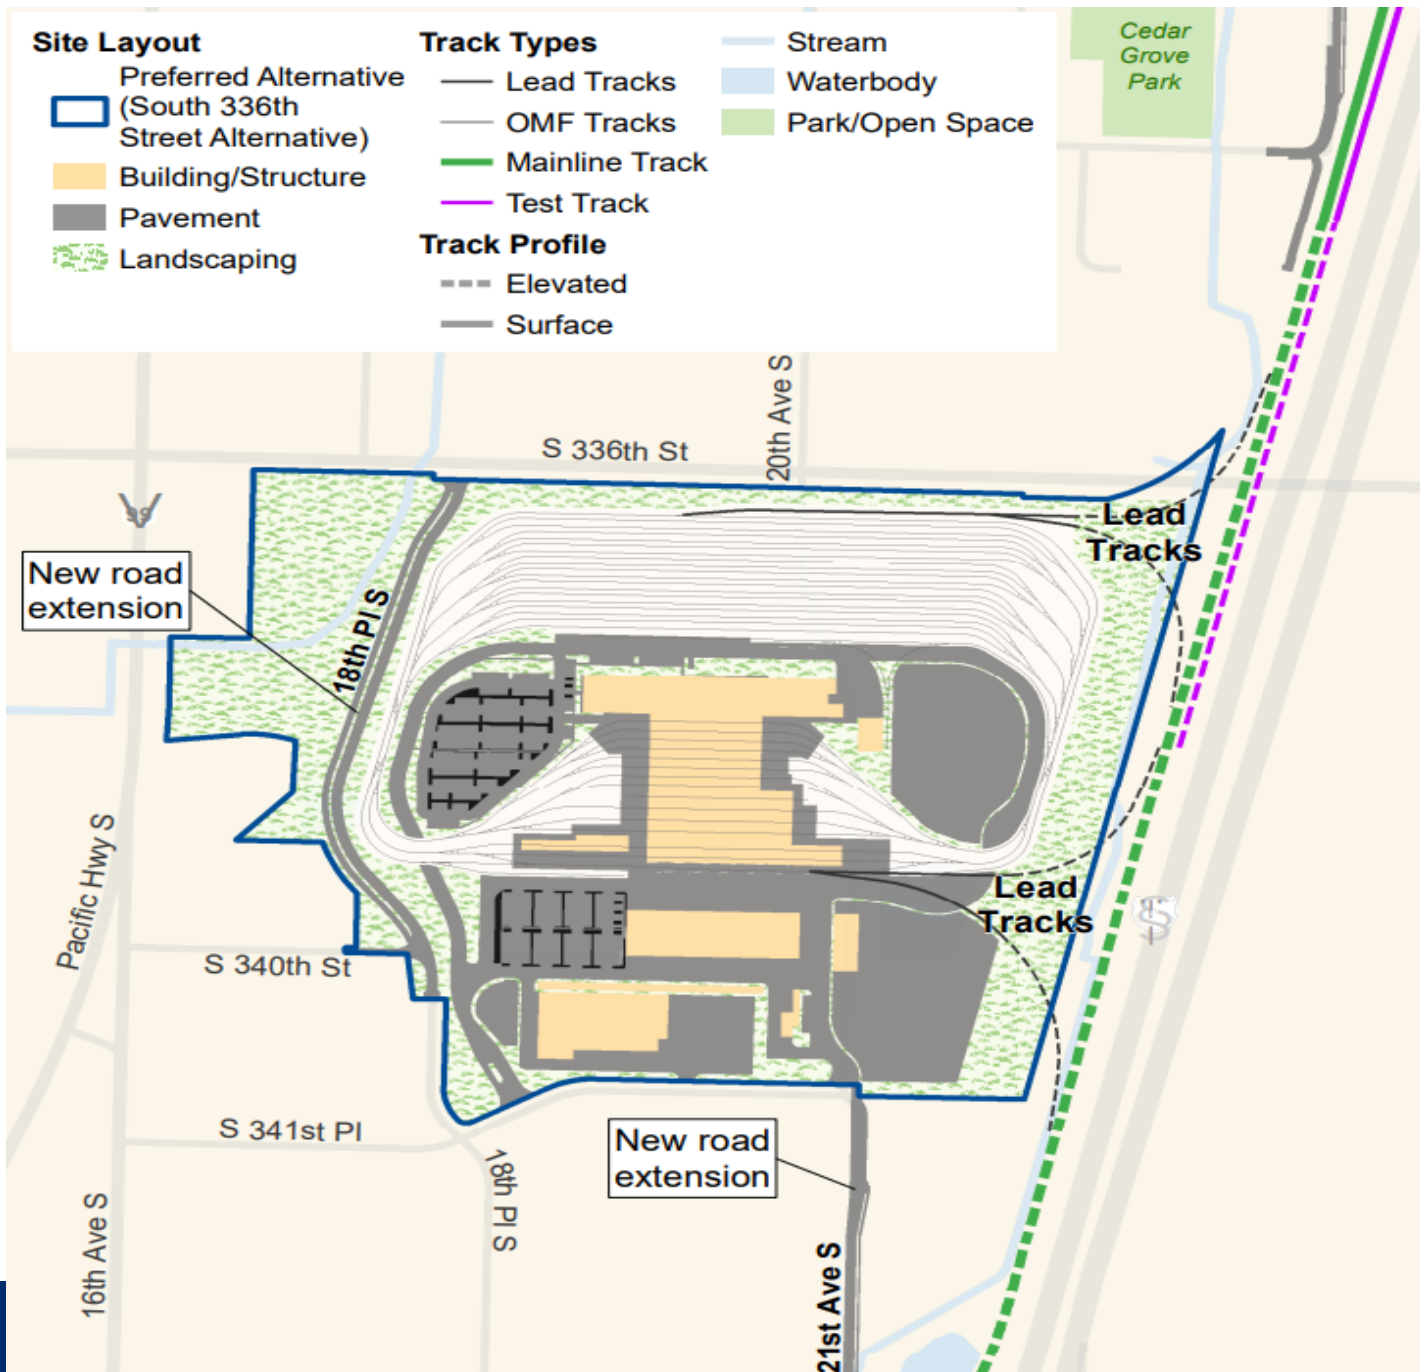 Site Layout
Preferred Alternative
(South 336th
Street Alternative)
Building/Structure
Pavement
Landscaping
Track Types
Lead Tracks
OMF Tracks
Mainline Track
Test Track
Track Profile
Elevated
Surface
Stream
Waterbody
Park/Open Space
Cedar
Grove
Park
20th Ave S
S 336th St
99
Lead
Tracks
New road
extension
18th Pl S
Pacific Hwy S
Lead
Tracks
5
S 340th St
S 341st Pl
New road
extension
18th Pl S
16th Ave S
21st Ave S